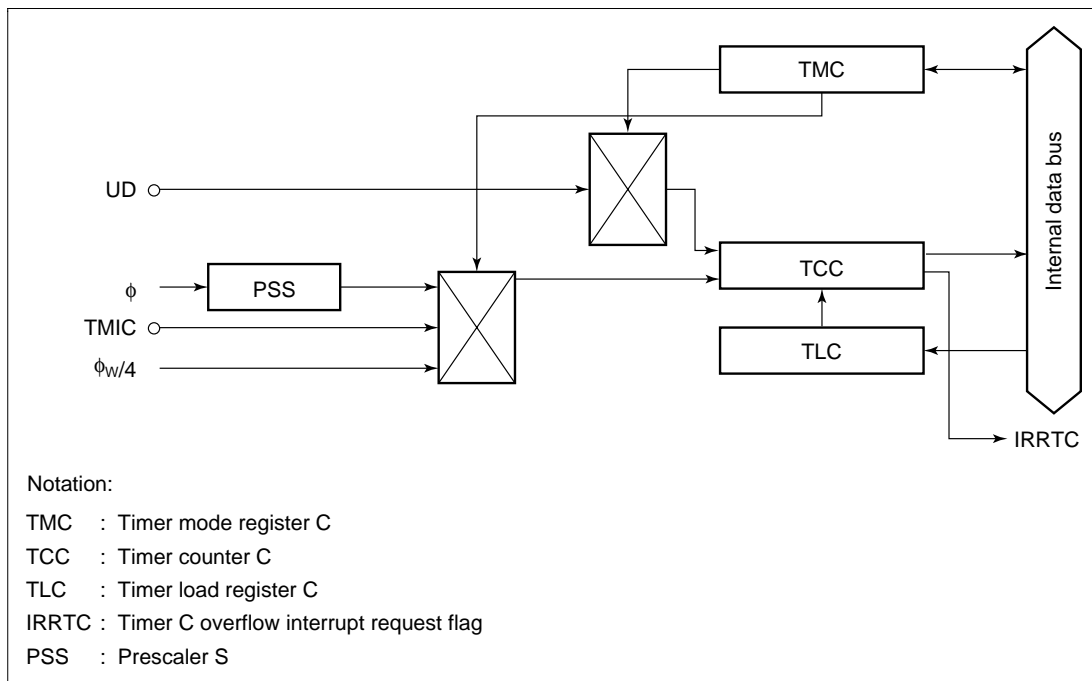 TMC
UD
TCC
Internal data bus
ϕ
PSS
TMIC
TLC
ϕW/4
IRRTC
Notation:
TMC : Timer mode register C
TCC : Timer counter C
TLC : Timer load register C
IRRTC : Timer C overflow interrupt request flag
PSS : Prescaler S